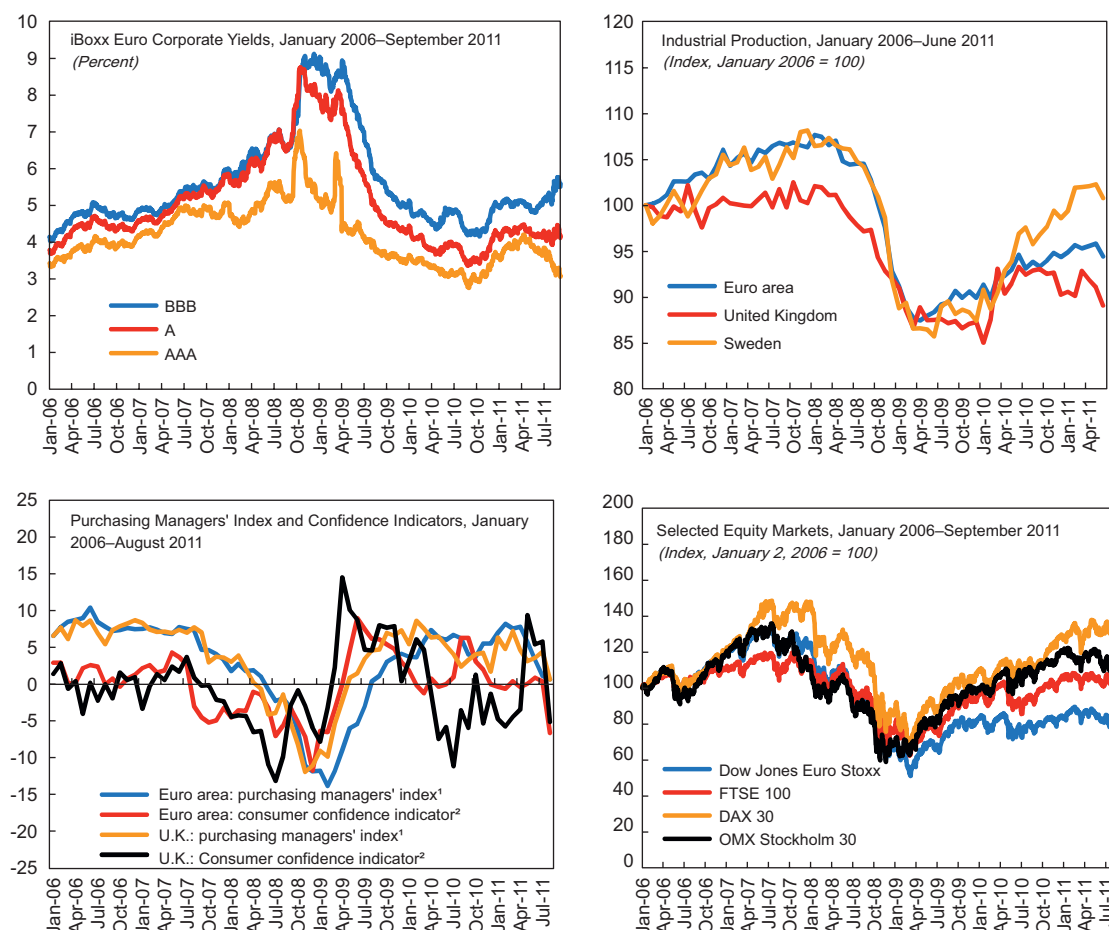 iBoxx Euro Corporate Yields, January 2006–September 2011
(Percent)
10
9
8
7
6
5
4
3
2
1
0
BBB
A
AAA
Jan-06
Apr-06
Jul-06
Oct-06
Jan-07
Apr-07
Jul-07
Oct-07
Jan-08
Apr-08
Jul-08
Oct-08
Jan-09
Apr-09
Jul-09
Oct-09
Jan-10
Apr-10
Jul-10
Oct-10
Jan-11
Apr-11
Jul-11
Industrial Production, January 2006–June 2011
(Index, January 2006 = 100)
120
115
110
105
100
95
90
85
80
Euro area
United Kingdom
Sweden
Jan-06
Apr-06
Jul-06
Oct-06
Jan-07
Apr-07
Jul-07
Oct-07
Jan-08
Apr-08
Jul-08
Oct-08
Jan-09
Apr-09
Jul-09
Oct-09
Jan-10
Apr-10
Jul-10
Oct-10
Jan-11
Apr-11
Purchasing Managers' Index and Confidence Indicators, January
2006–August 2011
25
20
15
10
5
0
-5
-10
-15
-20
-25
Euro area: purchasing managers' index¹
Euro area: consumer confidence indicator²
U.K.: purchasing managers' index¹
U.K.: Consumer confidence indicator²
Jan-06
Apr-06
Jul-06
Oct-06
Jan-07
Apr-07
Jul-07
Oct-07
Jan-08
Apr-08
Jul-08
Oct-08
Jan-09
Apr-09
Jul-09
Oct-09
Jan-10
Apr-10
Jul-10
Oct-10
Jan-11
Apr-11
Jul-11
Selected Equity Markets, January 2006–September 2011
(Index, January 2, 2006 = 100)
200
180
160
140
120
100
80
60
40
20
0
Dow Jones Euro Stoxx
FTSE 100
DAX 30
OMX Stockholm 30
Jan-06
Apr-06
Jul-06
Oct-06
Jan-07
Apr-07
Jul-07
Oct-07
Jan-08
Apr-08
Jul-08
Oct-08
Jan-09
Apr-09
Jul-09
Oct-09
Jan-10
Apr-10
Jul-10
Oct-10
Jan-11
Apr-11
Jul-11